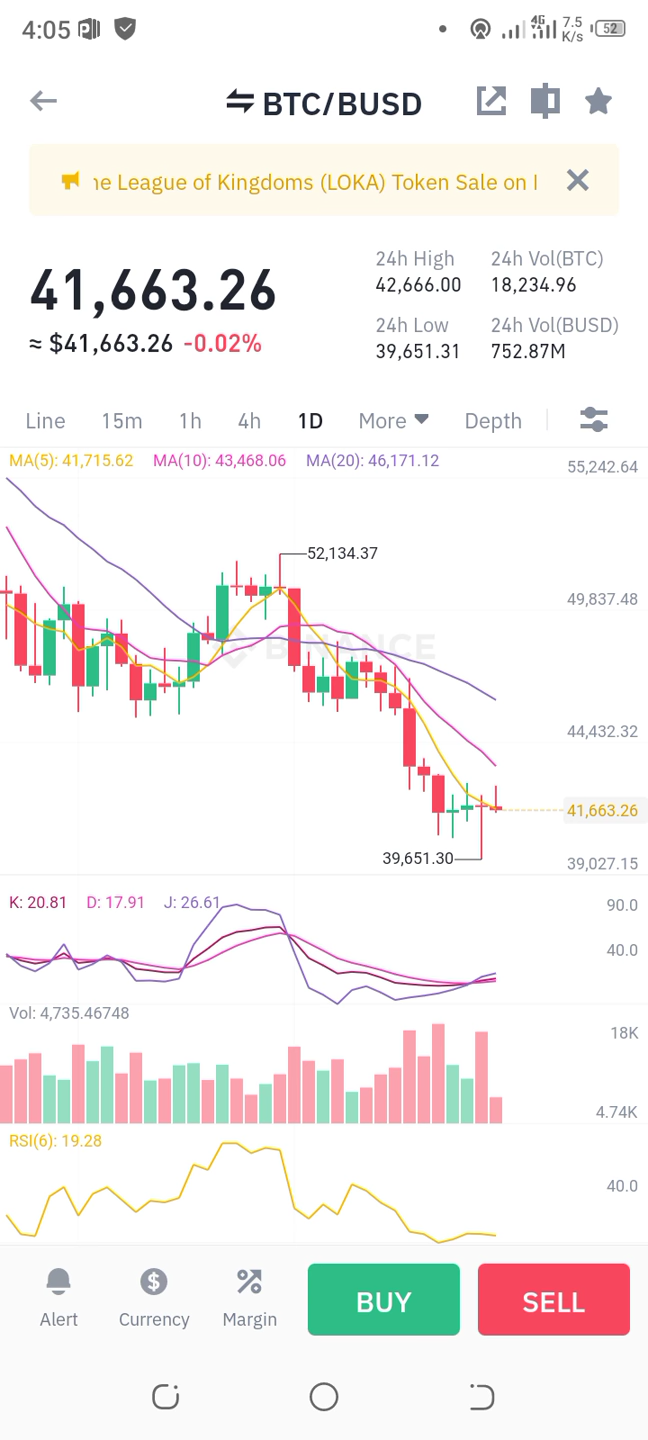 4:05
4G
7.5
K/s
52
BTC/BUSD
ne League of Kingdoms (LOKA) Token Sale on
41,663.26
≈ $41,663.26 -0.02%
24h High
42,666.00
24h Vol(BTC)
18,234.96
24h Low
39,651.31
24h Vol(BUSD)
752.87M
Line 15m 1h 4h 1D More Depth
MA(5): 41,715.62 MA(10): 43,468.06 MA(20): 46,171.12
55,242.64
52,134.37
49,837.48
BINANCE
44,432.32
41,663.26
39,651.30
39,027.15
K: 20.81 D: 17.91 J: 26.61
90.0
40.0
Vol: 4,735.46748
18K
4.74K
RSI(6): 19.28
40.0
Alert
Currency
Margin
BUY
SELL